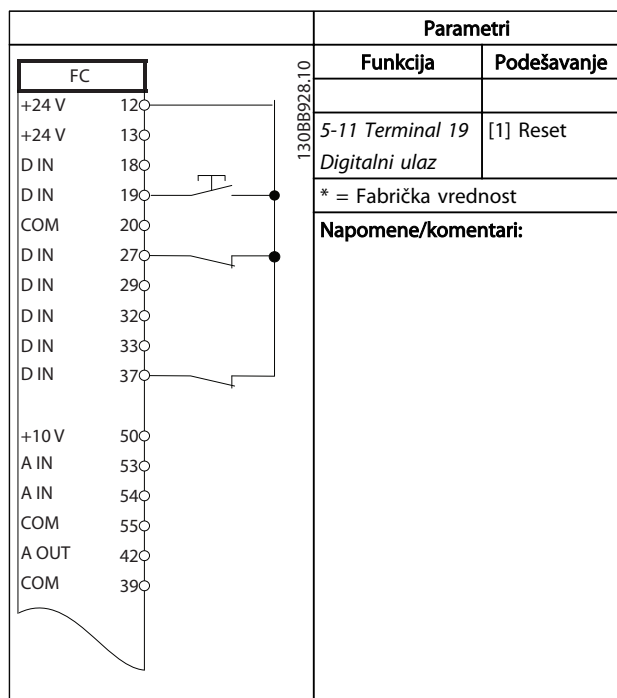 FC
+24 V 12
+24 V 13
D IN 18
D IN 19
COM 20
D IN 27
D IN 29
D IN 32
D IN 33
D IN 37
+10 V 50
A IN 53
A IN 54
COM 55
A OUT 42
COM 39
130BB928.10
Parametri
Funkcija Podešavanje
5-11 Terminal 19 [1] Reset
Digitalni ulaz
* = Fabrička vrednost
Napomene/komentari: